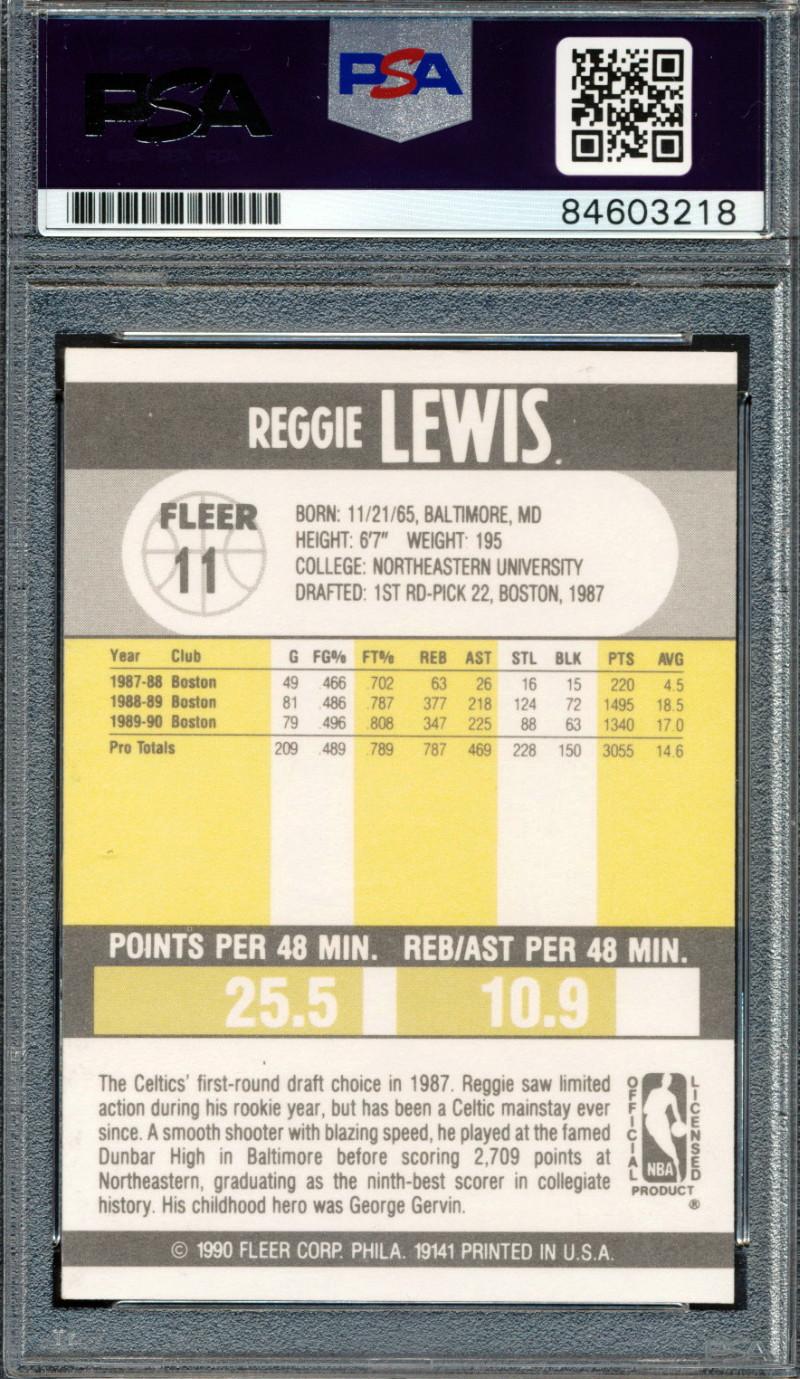 PSA
PSA
84603218
REGGIE LEWIS
FLEER
11
BORN: 11/21/65, BALTIMORE, MD
HEIGHT: 6'7" WEIGHT: 195
COLLEGE: NORTHEASTERN UNIVERSITY
DRAFTED: 1ST RD-PICK 22, BOSTON, 1987
Year Club G FG% FT% REB AST STL BLK PTS AVG
1987-88 Boston 49 .466 .702 63 26 16 15 220 4.5
1988-89 Boston 81 .486 .787 377 218 124 72 1495 18.5
1989-90 Boston 79 .496 .808 347 225 88 63 1340 17.0
Pro Totals 209 .489 .789 787 469 228 150 3055 14.6
POINTS PER 48 MIN. REB/AST PER 48 MIN.
25.5 10.9
The Celtics' first-round draft choice in 1987. Reggie saw limited
action during his rookie year, but has been a Celtic mainstay ever
since. A smooth shooter with blazing speed, he played at the famed
Dunbar High in Baltimore before scoring 2,709 points at
Northeastern, graduating as the ninth-best scorer in collegiate
history. His childhood hero was George Gervin.
OFFICIAL
LICENSED
NBA
PRODUCT
®
© 1990 FLEER CORP. PHILA. 19141 PRINTED IN U.S.A.
PSA